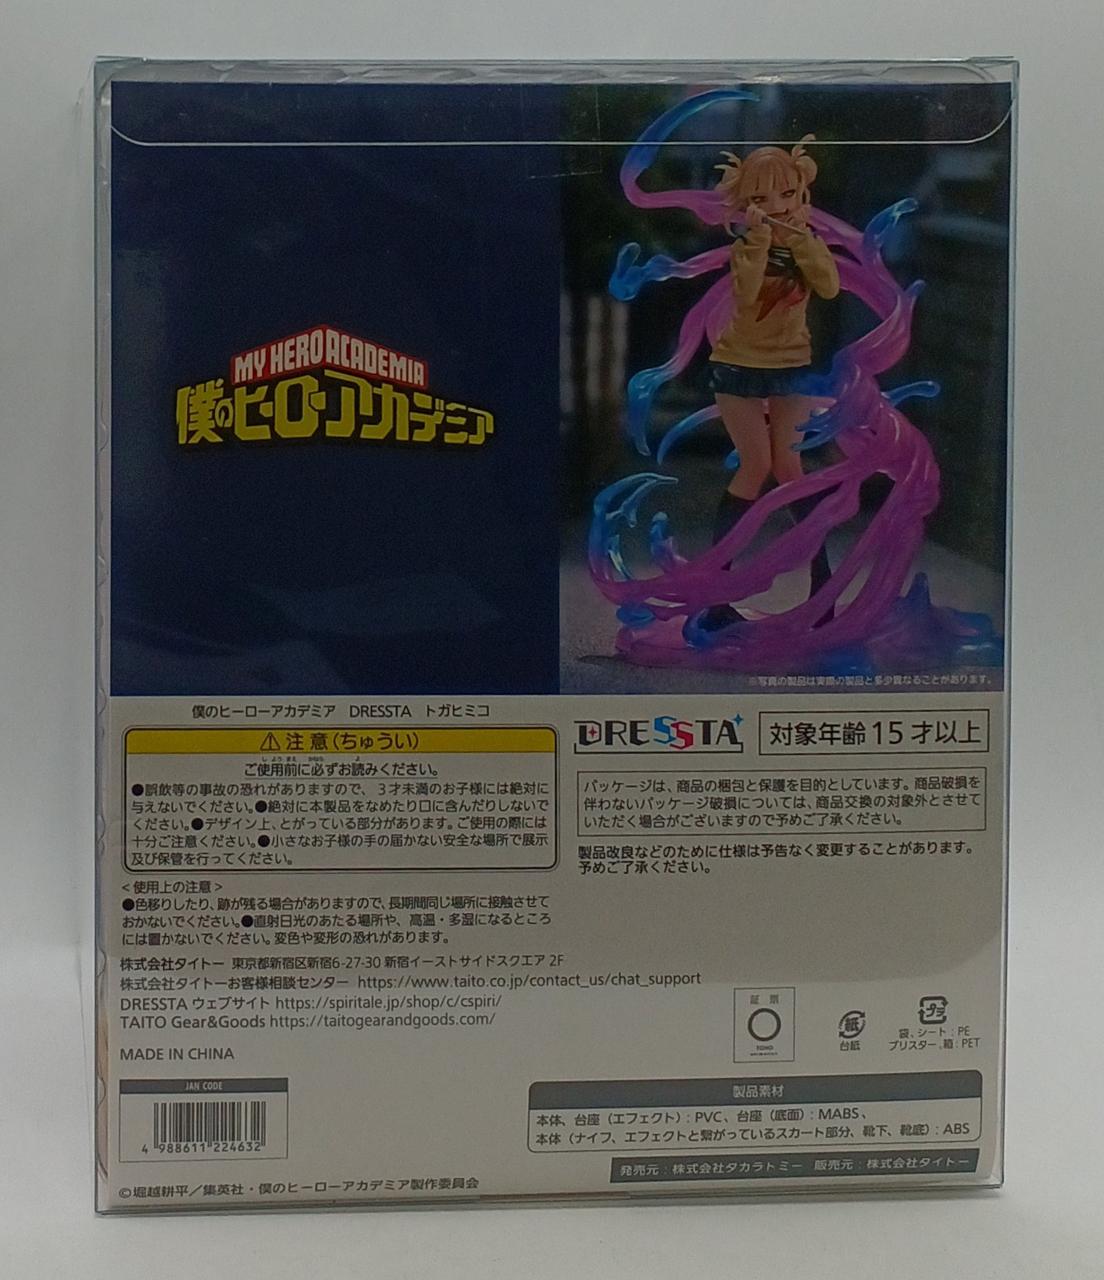 MY HERO ACADEMIA
僕のヒーローアカデミア
※写真の製品は実際の製品と多少異なることがあります。
僕のヒーローアカデミア DRESSTA トガヒミコ
⚠注意(ちゅうい)
ご使用前に必ずお読みください。
●誤飲等の事故の恐れがありますので、3才未満のお子様には絶対に
与えないでください。●絶対に本製品をなめたり口に含んだりしないで
ください。●デザイン上、とがっている部分があります。ご使用の際には
十分ご注意ください。●小さなお子様の手の届かない安全な場所で展示
及び保管を行ってください。
<使用上の注意>
●色移りしたり、跡が残る場合がありますので、長期間同じ場所に接触させて
おかないでください。●直射日光のあたる場所や、高温・多湿になるところ
には置かないでください。変色や変形の恐れがあります。
株式会社タイトー 東京都新宿区新宿6-27-30 新宿イーストサイドスクエア 2F
株式会社タイトーお客様相談センター https://www.taito.co.jp/contact_us/chat_support
DRESSTA ウェブサイト https://spiritale.jp/shop/c/cspiri/
TAITO Gear&Goods https://taitogearandgoods.com/
MADE IN CHINA
JAN CODE
4 988611 224632
©堀越耕平/集英社・僕のヒーローアカデミア製作委員会
DRESSTA
対象年齢15才以上
パッケージは、商品の梱包と保護を目的としています。商品破損を
伴わないパッケージ破損については、商品交換の対象外とさせて
いただく場合がございますので予めご了承ください。
製品改良などのために仕様は予告なく変更することがあります。
予めご了承ください。
証票
TOHO
animation
紙
台紙
プラ
袋、シート:PE
ブリスター、箱:PET
製品素材
本体、台座(エフェクト):PVC、台座(底面):MABS、
本体(ナイフ、エフェクトと繋がっているスカート部分、靴下、靴底):ABS
発売元:株式会社タカラトミー 販売元:株式会社タイトー